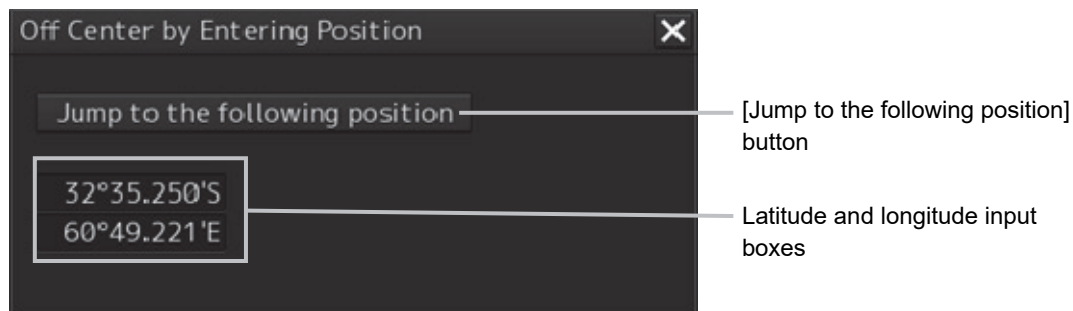 Off Center by Entering Position
Jump to the following position
[Jump to the following position]
button
32°35.250'S
60°49.221'E
Latitude and longitude input
boxes